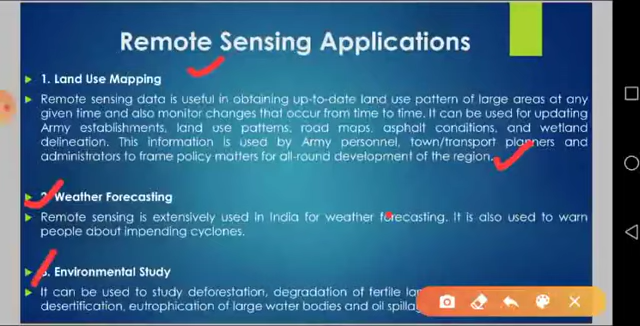 Remote Sensing Applications
1. Land Use Mapping
Remote sensing data is useful in obtaining up-to-date land use pattern of large areas at any
given time and also monitor changes that occur from time to time. It can be used for updating
Army establishments, land use patterns, road maps, asphalt conditions, and wetland
delineation. This information is used by Army personnel, town/transport planners and
administrators to frame policy matters for all-round development of the region.
2. Weather Forecasting
Remote sensing is extensively used in India for weather forecasting. It is also used to warn
people about impending cyclones.
3. Environmental Study
It can be used to study deforestation, degradation of fertile
desertification, eutrophication of large water bodies and oil